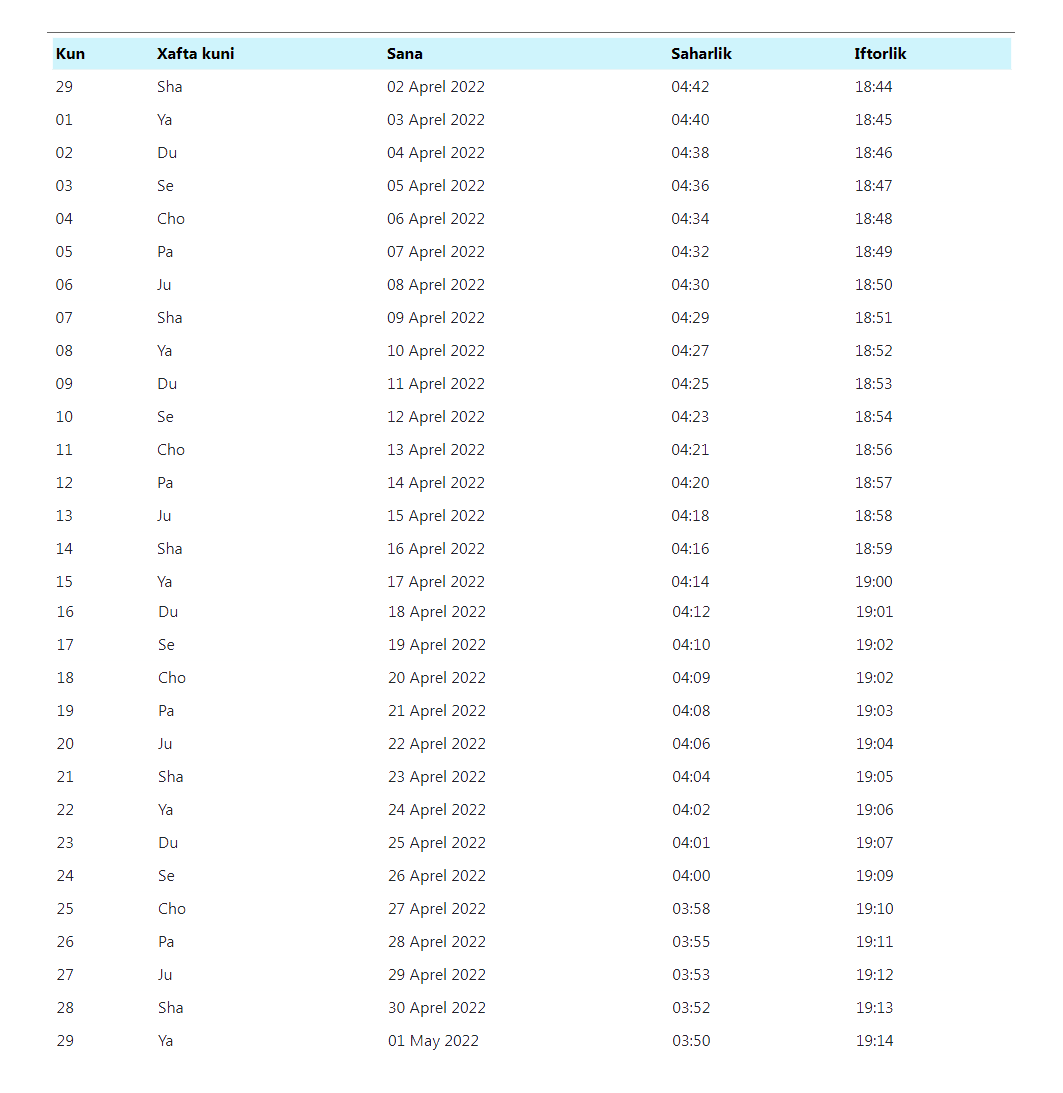 Kun Xafta kuni Sana Saharlik Iftorlik
29 Sha 02 Aprel 2022 04:42 18:44
01 Ya 03 Aprel 2022 04:40 18:45
02 Du 04 Aprel 2022 04:38 18:46
03 Se 05 Aprel 2022 04:36 18:47
04 Cho 06 Aprel 2022 04:34 18:48
05 Pa 07 Aprel 2022 04:32 18:49
06 Ju 08 Aprel 2022 04:30 18:50
07 Sha 09 Aprel 2022 04:29 18:51
08 Ya 10 Aprel 2022 04:27 18:52
09 Du 11 Aprel 2022 04:25 18:53
10 Se 12 Aprel 2022 04:23 18:54
11 Cho 13 Aprel 2022 04:21 18:56
12 Pa 14 Aprel 2022 04:20 18:57
13 Ju 15 Aprel 2022 04:18 18:58
14 Sha 16 Aprel 2022 04:16 18:59
15 Ya 17 Aprel 2022 04:14 19:00
16 Du 18 Aprel 2022 04:12 19:01
17 Se 19 Aprel 2022 04:10 19:02
18 Cho 20 Aprel 2022 04:09 19:02
19 Pa 21 Aprel 2022 04:08 19:03
20 Ju 22 Aprel 2022 04:06 19:04
21 Sha 23 Aprel 2022 04:04 19:05
22 Ya 24 Aprel 2022 04:02 19:06
23 Du 25 Aprel 2022 04:01 19:07
24 Se 26 Aprel 2022 04:00 19:09
25 Cho 27 Aprel 2022 03:58 19:10
26 Pa 28 Aprel 2022 03:55 19:11
27 Ju 29 Aprel 2022 03:53 19:12
28 Sha 30 Aprel 2022 03:52 19:13
29 Ya 01 May 2022 03:50 19:14